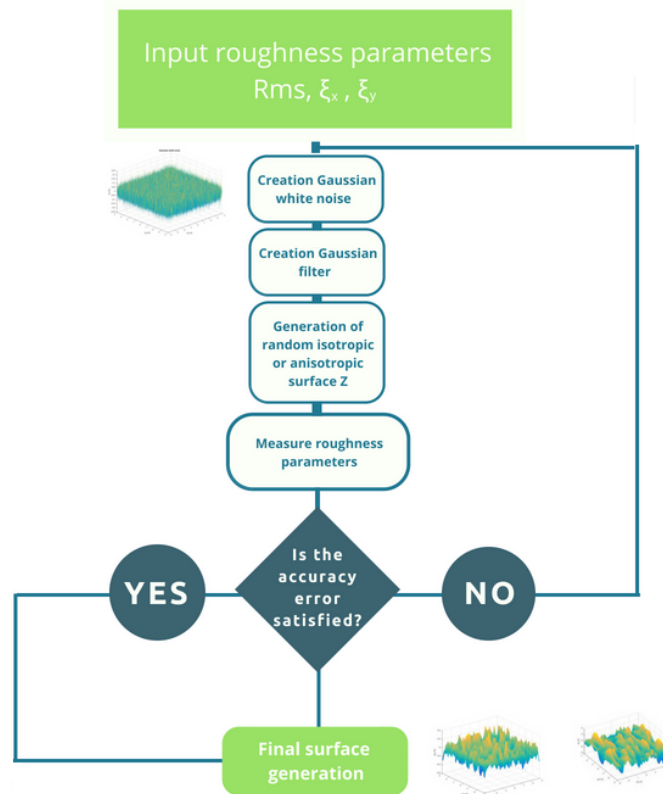 Input roughness parameters
Rms, ξx , ξy
Creation Gaussian
white noise
Creation Gaussian
filter
Generation of
random isotropic
or anisotropic
surface Z
Measure roughness
parameters
Is the
accuracy
error
satisfied?
YES
NO
Final surface
generation